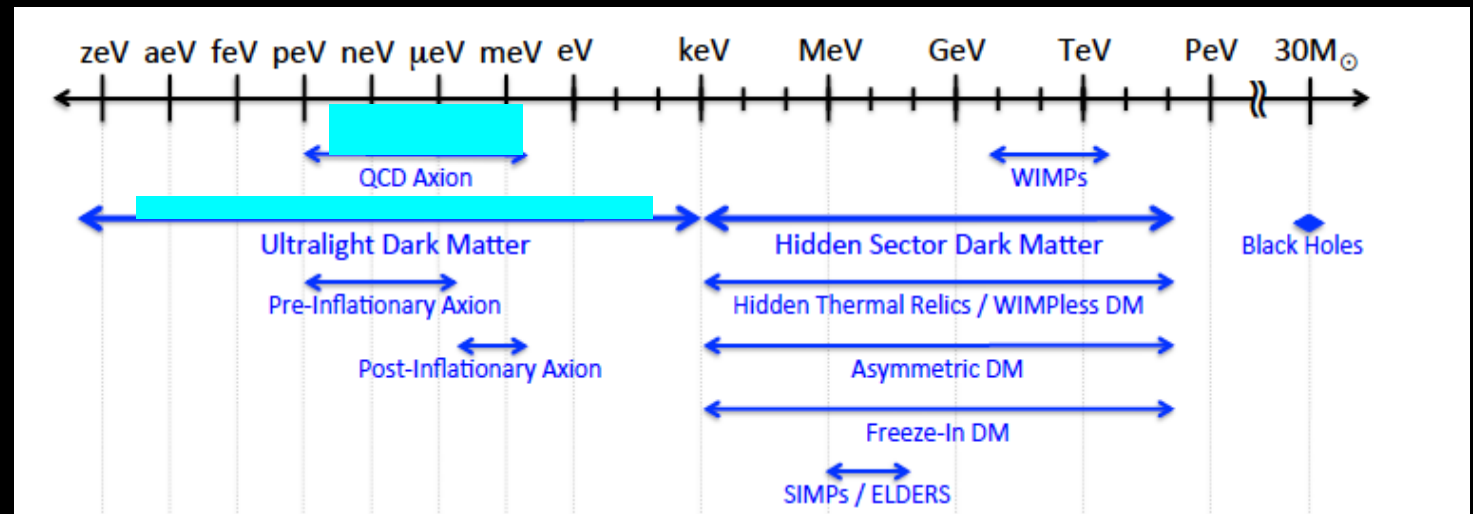 zeV aeV feV peV neV μeV meV eV keV MeV GeV TeV PeV 30M☉
QCD Axion WIMPs
Ultralight Dark Matter Hidden Sector Dark Matter Black Holes
Pre-Inflationary Axion Hidden Thermal Relics / WIMPless DM
Post-Inflationary Axion Asymmetric DM
Freeze-In DM
SIMPs / ELDERS